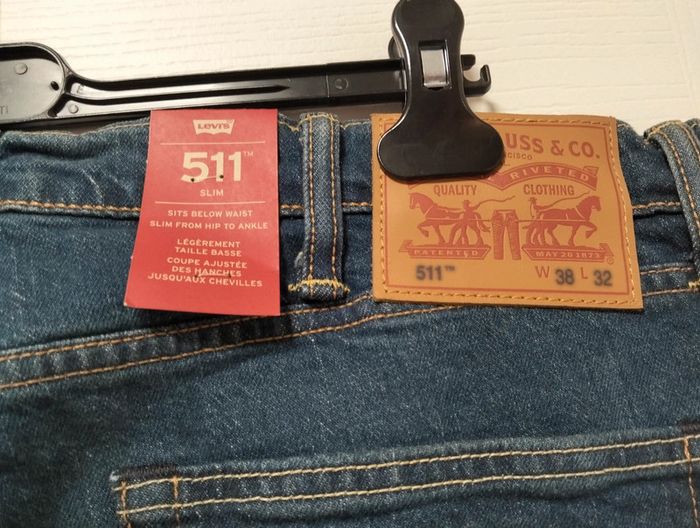 Levi's
511™
SLIM
SITS BELOW WAIST
SLIM FROM HIP TO ANKLE
LÉGÈREMENT
TAILLE BASSE
COUPE AJUSTÉE
DES HANCHES
JUSQU'AUX CHEVILLES
USS & CO.
CISCO
RIVETED
QUALITY CLOTHING
PATENTED MAY 20 1873
511™ W 38 L 32